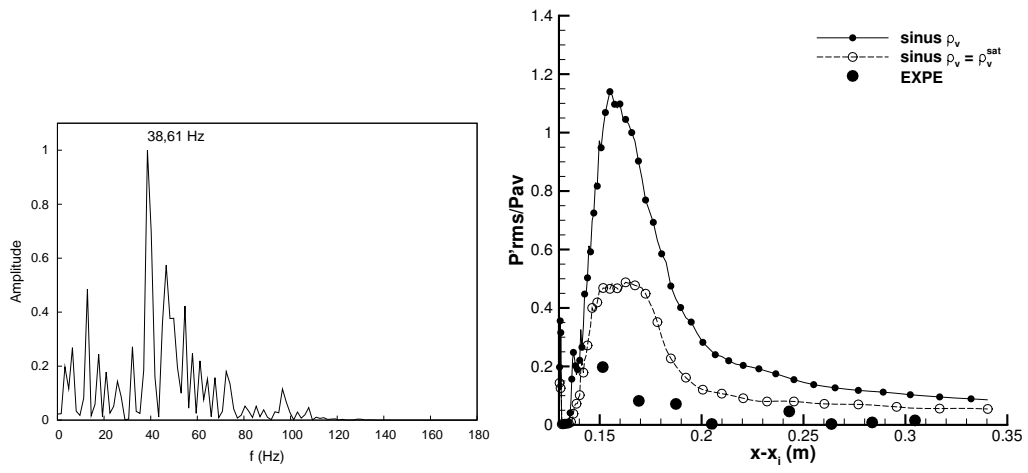 38,61 Hz
Amplitude
1
0.8
0.6
0.4
0.2
0
0 20 40 60 80 100 120 140 160 180
f (Hz)
P'rms/Pav
1.4
1.2
1
0.8
0.6
0.4
0.2
0
0.15 0.2 0.25 0.3 0.35
x-xᵢ (m)
sinus ρᵥ
sinus ρᵥ = ρᵥˢᵃᵗ
EXPE